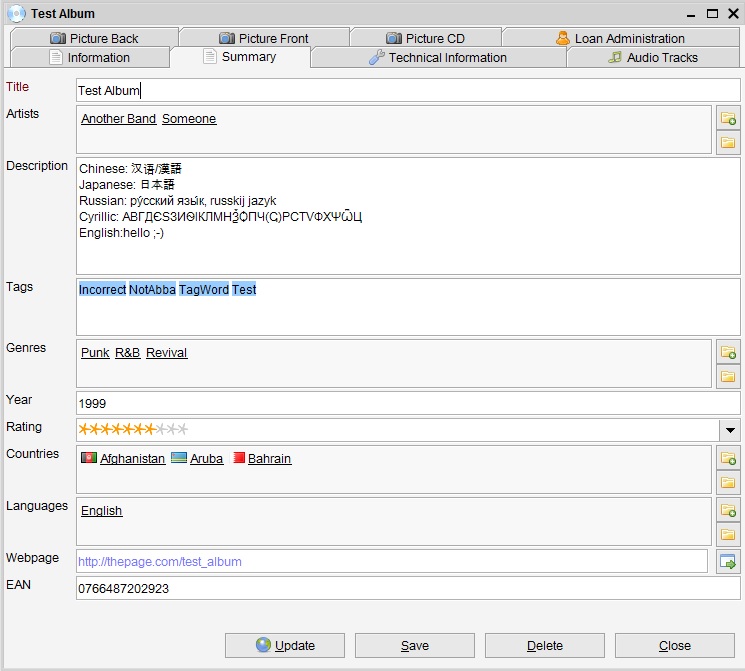 Test Album
Picture Back
Picture Front
Picture CD
Loan Administration
Information
Summary
Technical Information
Audio Tracks
Title
Test Album
Artists
Another Band Someone
Description
Chinese: 汉语/漢語
Japanese: 日本語
Russian: ру́сский язы́к, russkij jazyk
Cyrillic: АВГДЄЅЗИѲІКЛМНѮѺПЧ(Ҁ)РСТѴФХѰѾЦ
English:hello ;-)
Tags
Incorrect NotAbba TagWord Test
Genres
Punk R&B Revival
Year
1999
Rating
Countries
Afghanistan Aruba Bahrain
Languages
English
Webpage
http://thepage.com/test_album
EAN
0766487202923
Update
Save
Delete
Close